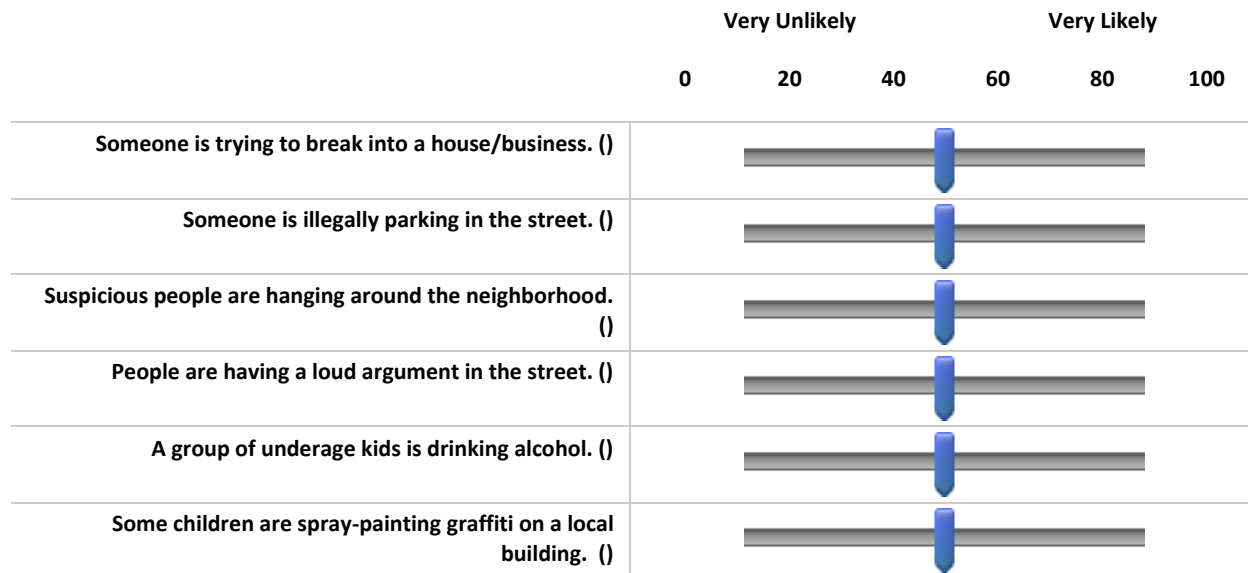 Very Unlikely Very Likely
0 20 40 60 80 100
Someone is trying to break into a house/business. ()
Someone is illegally parking in the street. ()
Suspicious people are hanging around the neighborhood.
()
People are having a loud argument in the street. ()
A group of underage kids is drinking alcohol. ()
Some children are spray-painting graffiti on a local
building. ()